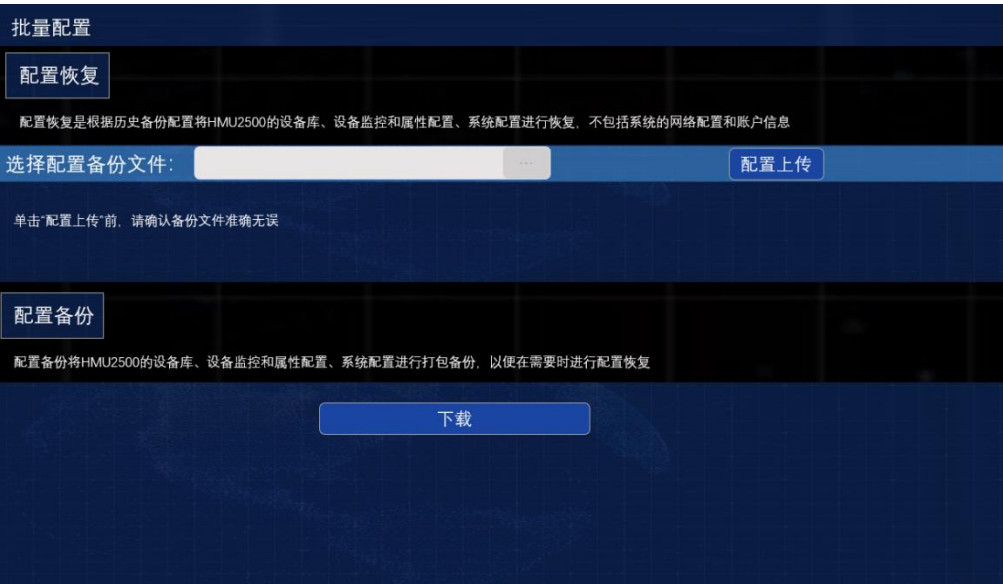 批量配置
配置恢复
配置恢复是根据历史备份配置将HMU2500的设备库、设备监控和属性配置、系统配置进行恢复，不包括系统的网络配置和账户信息
选择配置备份文件: ... 配置上传
单击"配置上传"前，请确认备份文件准确无误
配置备份
配置备份将HMU2500的设备库、设备监控和属性配置、系统配置进行打包备份，以便在需要时进行配置恢复
下载